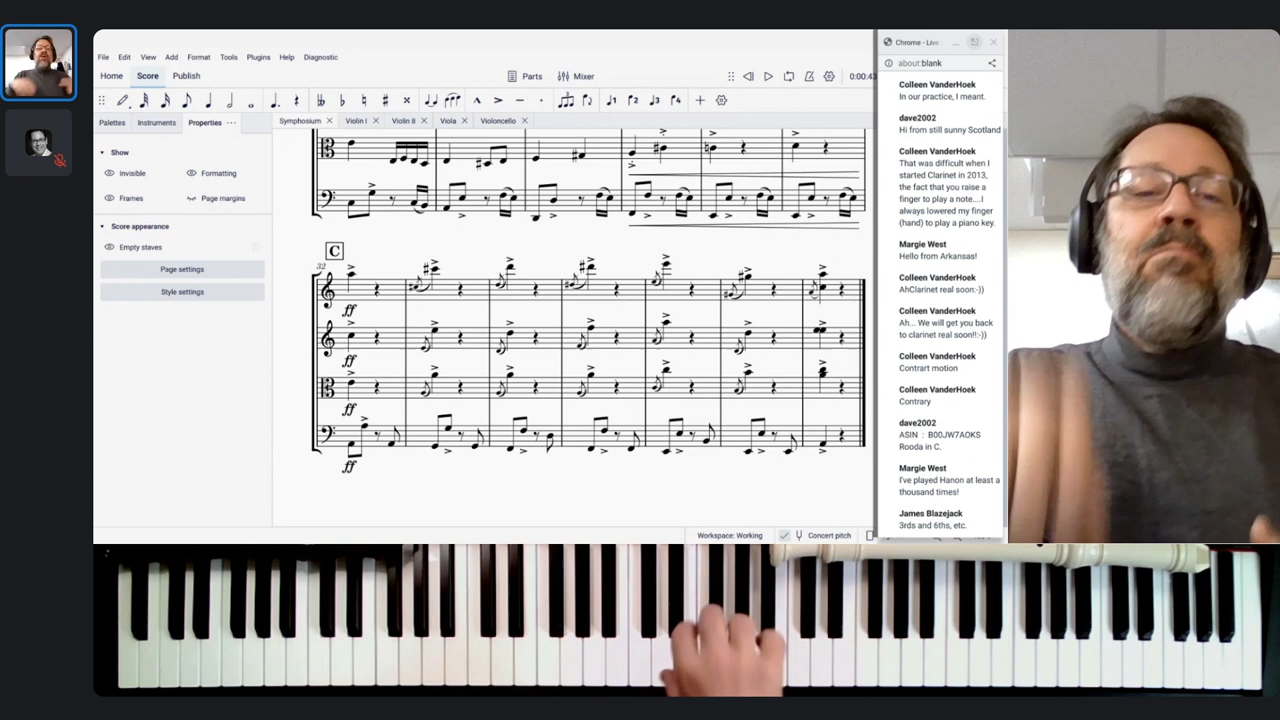 File Edit View Add Format Tools Plugins Help Diagnostic
Home Score Publish
Parts Mixer
0:00:43
1 2 3 4
Palettes Instruments Properties
Symphosium Violin I Violin II Viola Violoncello
Show
Invisible Formatting
Frames Page margins
Score appearance
Empty staves
Page settings
Style settings
C
32
ff
ff
ff
ff
Workspace: Working Concert pitch
Chrome - Live
about:blank
Colleen VanderHoek
In our practice, I meant.
dave2002
Hi from still sunny Scotland
Colleen VanderHoek
That was difficult when I
started Clarinet in 2013,
the fact that you raise a
finger to play a note....I
always lowered my finger
(hand) to play a piano key.
Margie West
Hello from Arkansas!
Colleen VanderHoek
AhClarinet real soon:-))
Colleen VanderHoek
Ah... We will get you back
to clarinet real soon!!:-))
Colleen VanderHoek
Contrart motion
Colleen VanderHoek
Contrary
dave2002
ASIN : B00JW7AOKS
Rooda in C.
Margie West
I've played Hanon at least a
thousand times!
James Blazejack
3rds and 6ths, etc.